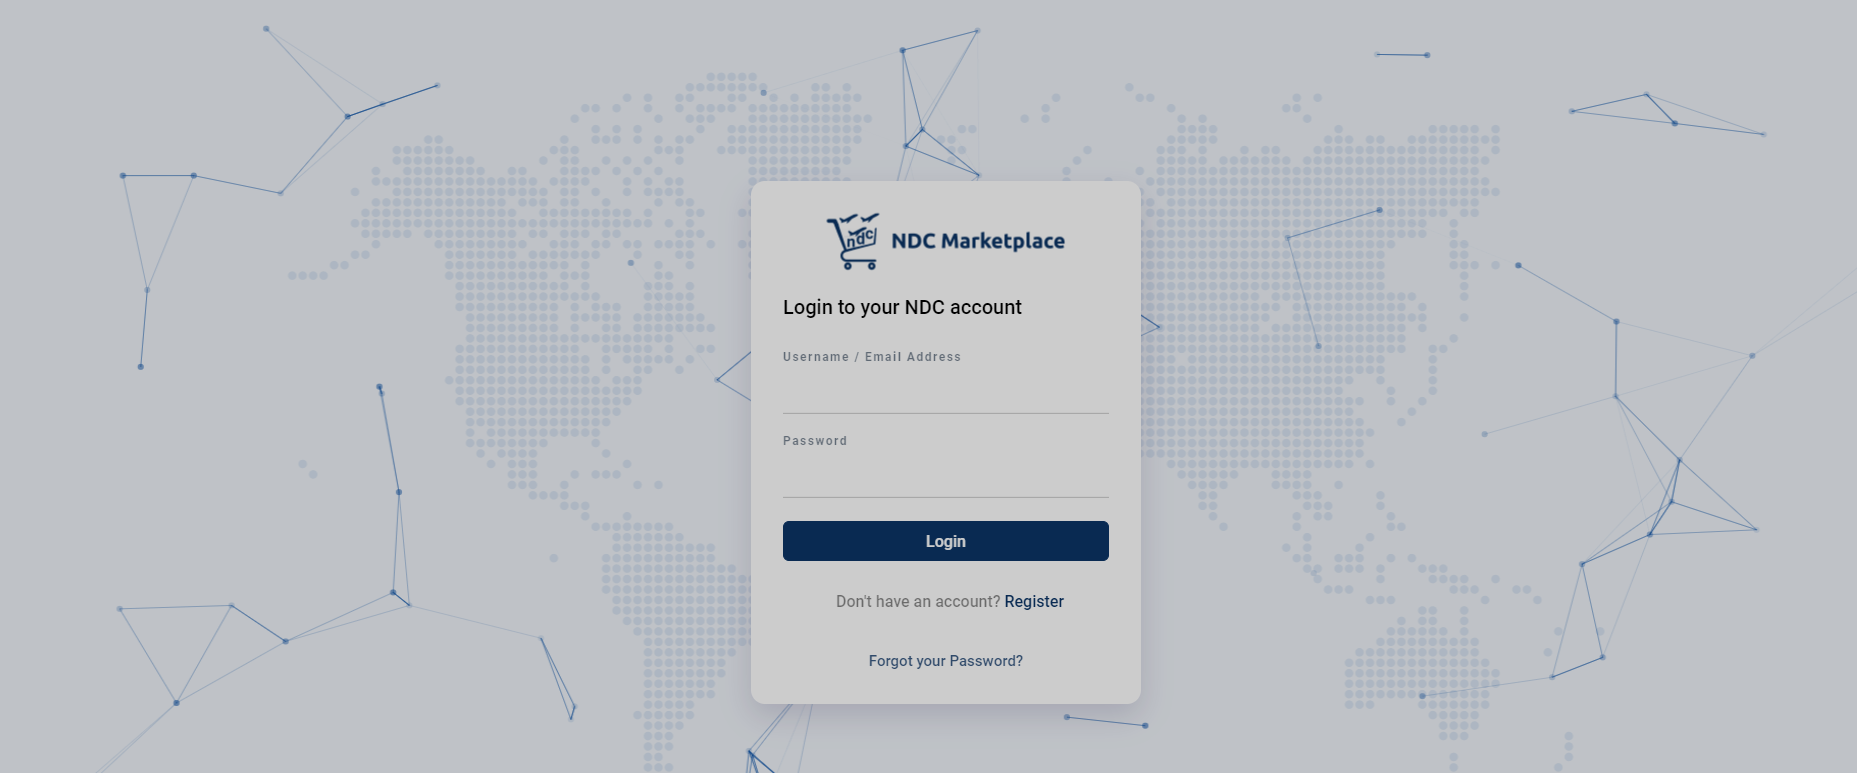 ndc
NDC Marketplace
Login to your NDC account
Username / Email Address
Password
Login
Don't have an account? Register
Forgot your Password?